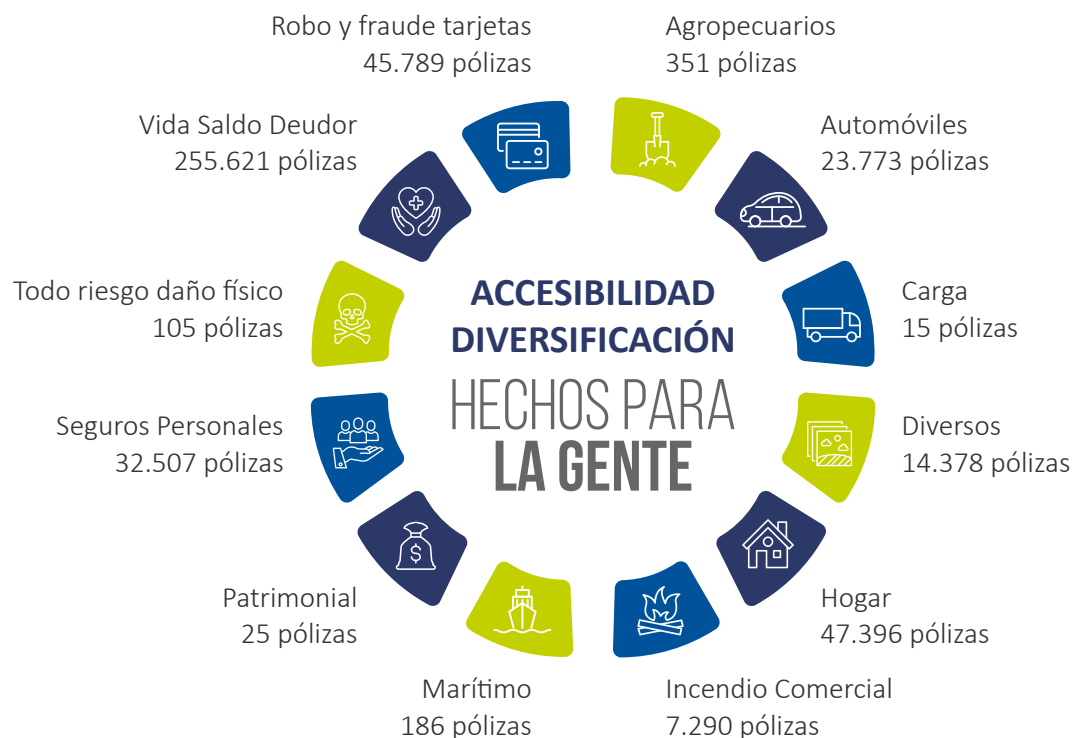 Robo y fraude tarjetas
45.789 pólizas
Agropecuarios
351 pólizas
Vida Saldo Deudor
255.621 pólizas
Automóviles
23.773 pólizas
Todo riesgo daño físico
105 pólizas
ACCESIBILIDAD
DIVERSIFICACIÓN
HECHOS PARA
LA GENTE
Carga
15 pólizas
Seguros Personales
32.507 pólizas
Diversos
14.378 pólizas
$
Patrimonial
25 pólizas
Hogar
47.396 pólizas
Marítimo
186 pólizas
Incendio Comercial
7.290 pólizas